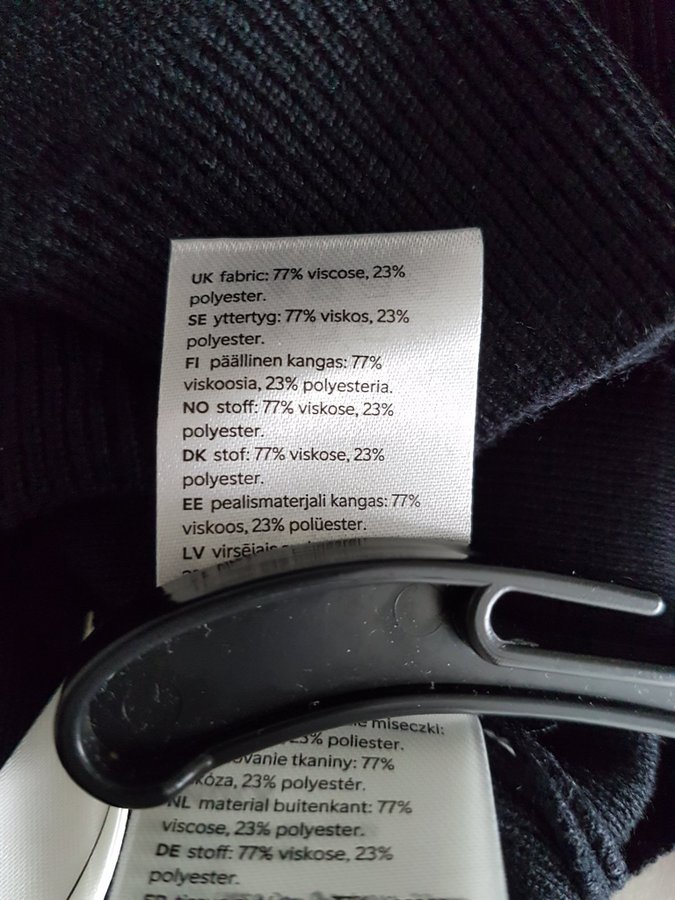 UK fabric: 77% viscose, 23%
polyester.
SE yttertyg: 77% viskos, 23%
polyester.
FI päällinen kangas: 77%
viskoosia, 23% polyesteria.
NO stoff: 77% viskose, 23%
polyester.
DK stof: 77% viskose, 23%
polyester.
EE pealismaterjali kangas: 77%
viskoos, 23% polüester.
LV
miseczki:
poliester.
tkaniny: 77%
23% polyestér.
NL material buitenkant: 77%
viscose, 23% polyester.
DE stoff: 77% viskose, 23%
polyester.